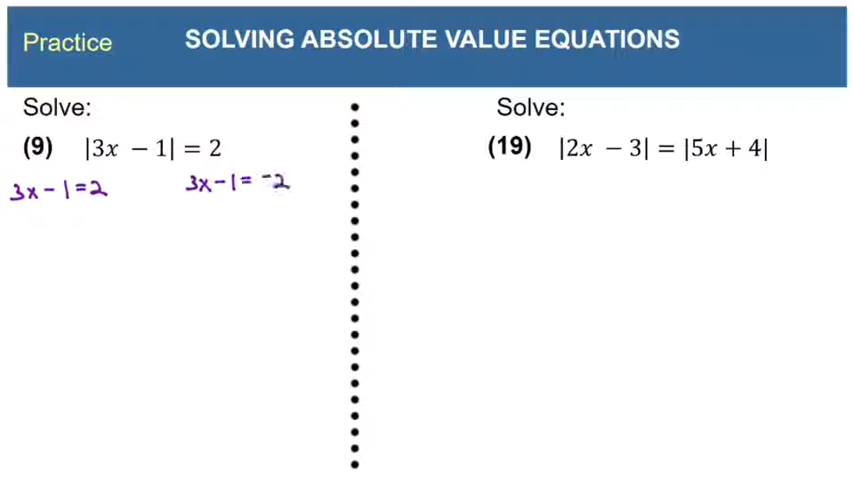 Practice SOLVING ABSOLUTE VALUE EQUATIONS
Solve:
(9) |3x − 1| = 2
3x − 1 = 2 3x − 1 = −2
Solve:
(19) |2x − 3| = |5x + 4|